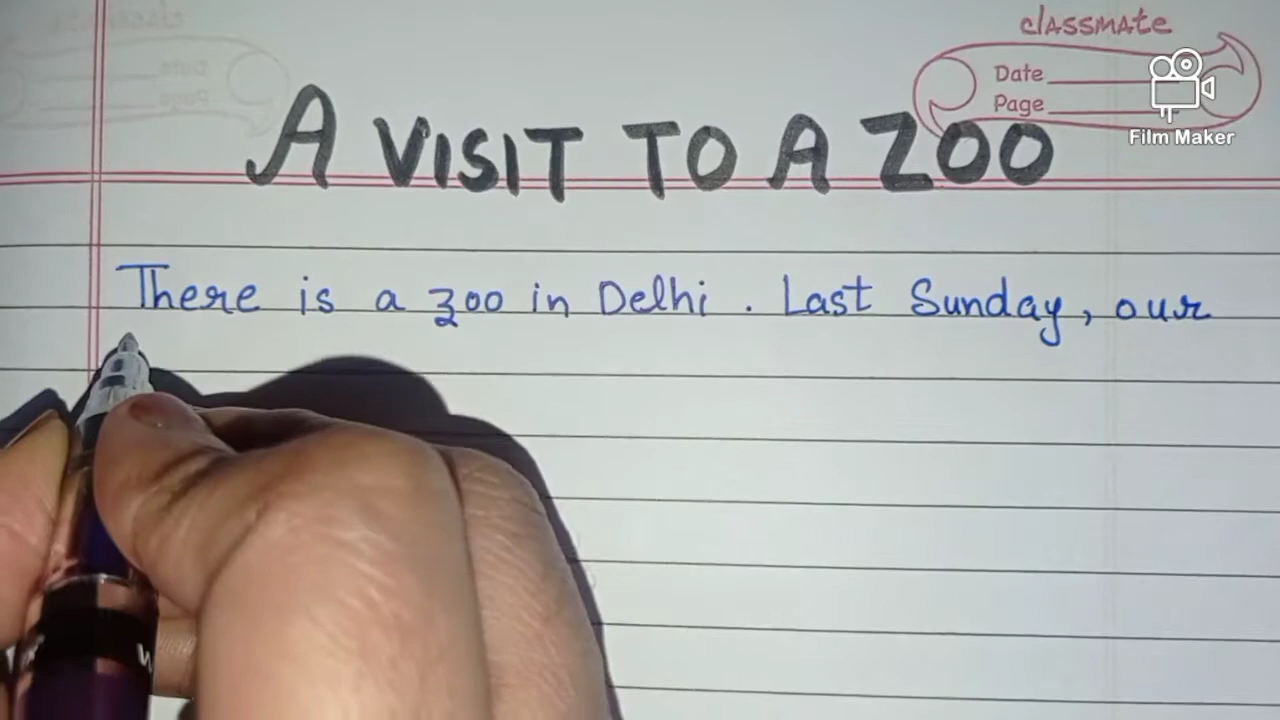 classmate
Date
Page
Film Maker
A VISIT TO A ZOO
There is a zoo in Delhi. Last Sunday, our